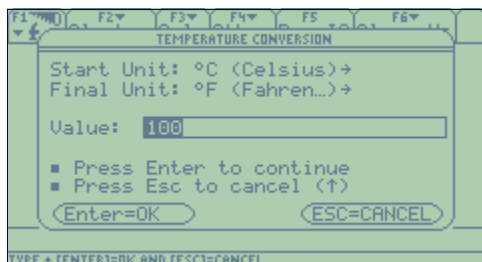 F1 F2▾ F3▾ F4▾ F5 F6▾
TEMPERATURE CONVERSION
Start Unit: °C (Celsius)→
Final Unit: °F (Fahren…)→
Value: 100
▪ Press Enter to continue
▪ Press Esc to cancel (↑)
Enter=OK ESC=CANCEL
TYPE + [ENTER]=OK AND [ESC]=CANCEL